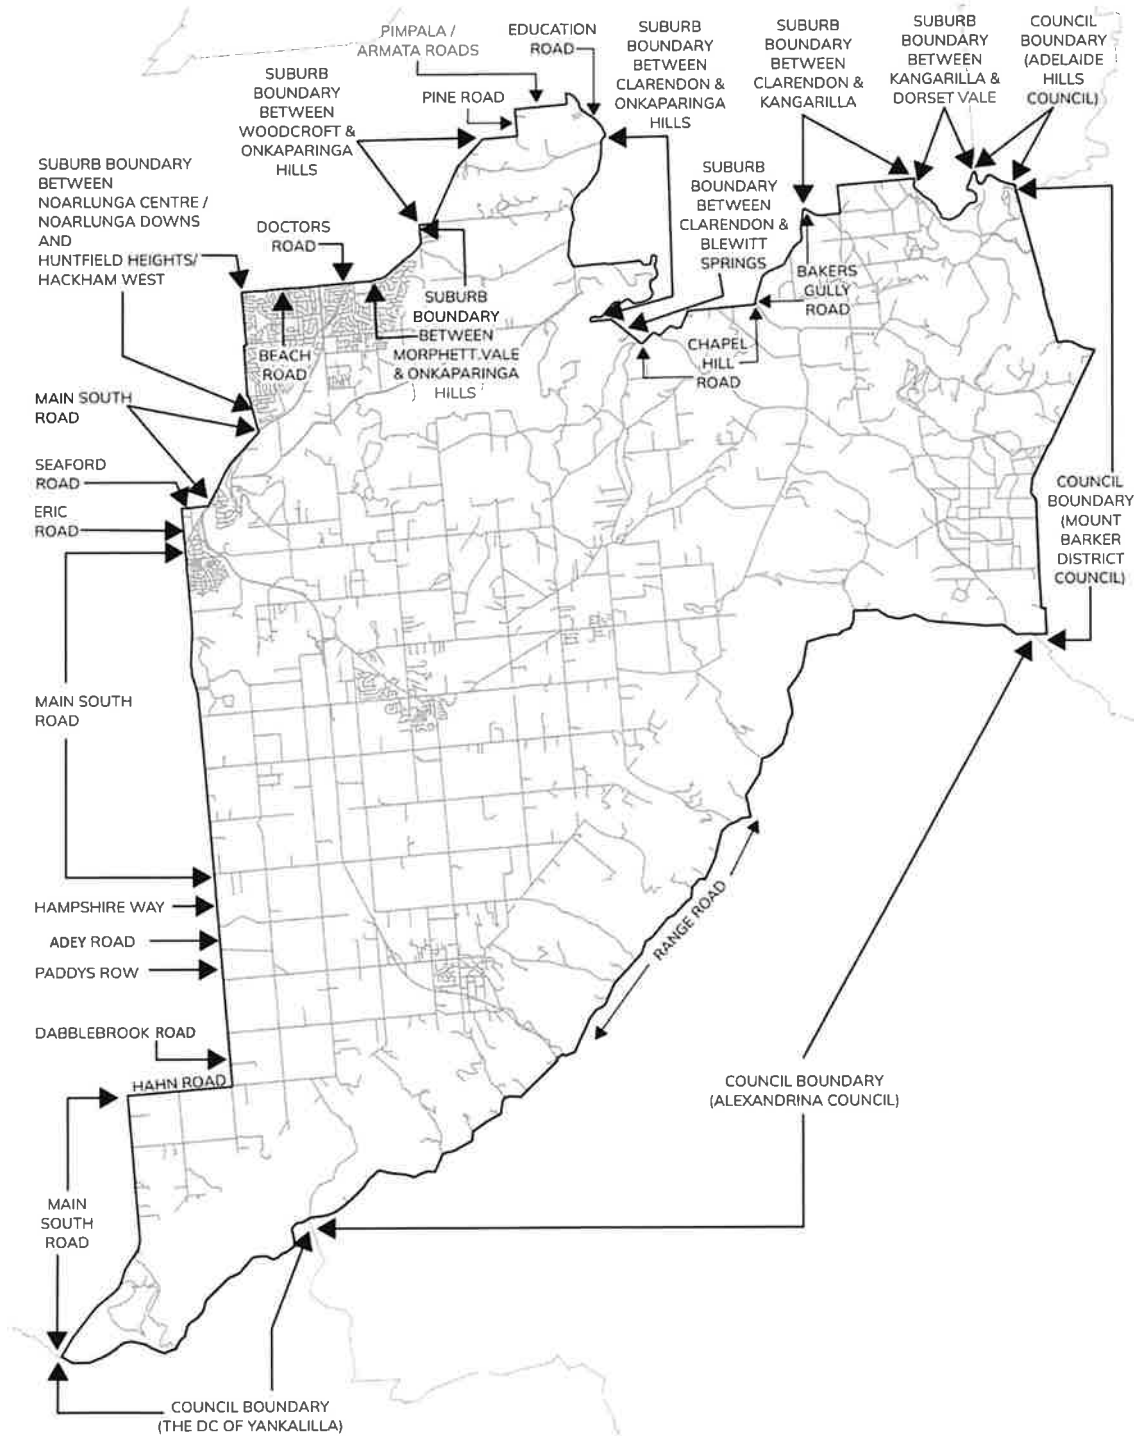 PIMPALA /
ARMATA ROADS
EDUCATION
ROAD
SUBURB
BOUNDARY
BETWEEN
CLARENDON &
ONKAPARINGA
HILLS
SUBURB
BOUNDARY
BETWEEN
CLARENDON &
KANGARILLA
SUBURB
BOUNDARY
BETWEEN
KANGARILLA &
DORSET VALE
COUNCIL
BOUNDARY
(ADELAIDE
HILLS
COUNCIL)
SUBURB
BOUNDARY
BETWEEN
WOODCROFT &
ONKAPARINGA
HILLS
PINE ROAD
SUBURB BOUNDARY
BETWEEN
NOARLUNGA CENTRE /
NOARLUNGA DOWNS
AND
HUNTFIELD HEIGHTS/
HACKHAM WEST
DOCTORS
ROAD
SUBURB
BOUNDARY
BETWEEN
CLARENDON &
BLEWITT
SPRINGS
BAKERS
GULLY
ROAD
SUBURB
BOUNDARY
BETWEEN
MORPHETT VALE
& ONKAPARINGA
HILLS
BEACH
ROAD
CHAPEL
HILL
ROAD
MAIN SOUTH
ROAD
SEAFORD
ROAD
ERIC
ROAD
COUNCIL
BOUNDARY
(MOUNT
BARKER
DISTRICT
COUNCIL)
MAIN SOUTH
ROAD
HAMPSHIRE WAY
ADEY ROAD
PADDYS ROW
RANGE ROAD
DABBLEBROOK ROAD
HAHN ROAD
COUNCIL BOUNDARY
(ALEXANDRINA COUNCIL)
MAIN
SOUTH
ROAD
COUNCIL BOUNDARY
(THE DC OF YANKALILLA)